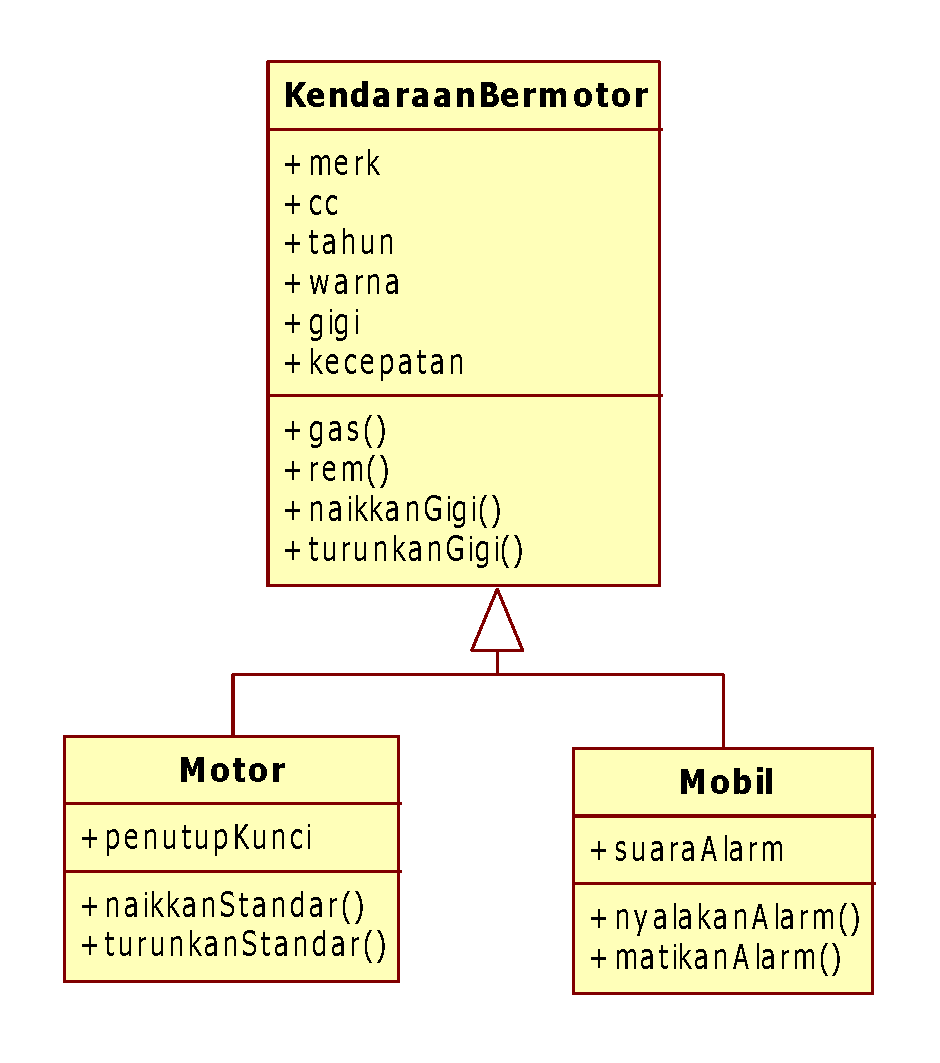 KendaraanBermotor
+merk
+cc
+tahun
+warna
+gigi
+kecepatan
+gas()
+rem()
+naikkanGigi()
+turunkanGigi()
Motor
+penutupKunci
+naikkanStandar()
+turunkanStandar()
Mobil
+suaraAlarm
+nyalakanAlarm()
+matikanAlarm()